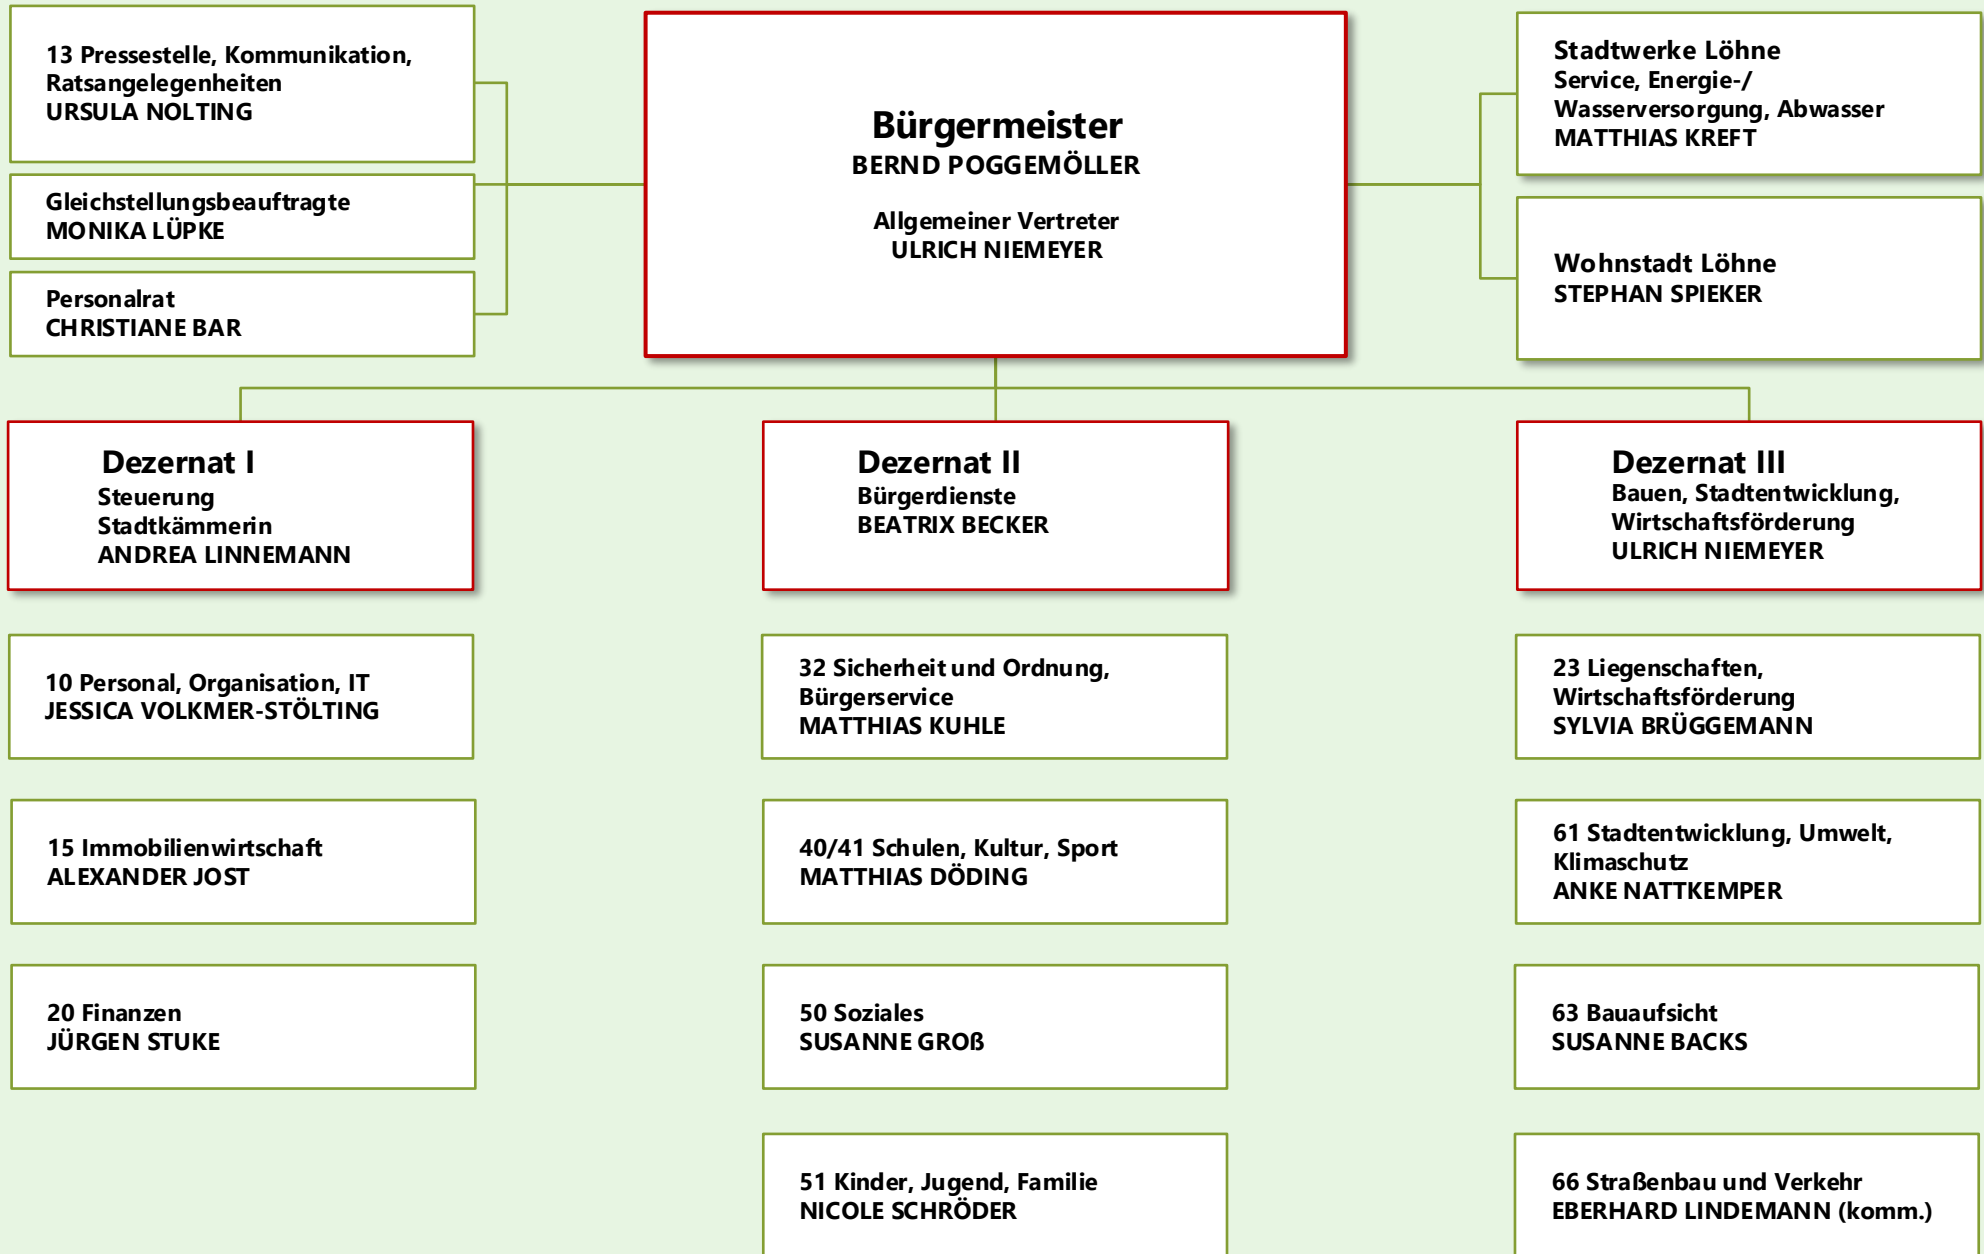 13 Pressestelle, Kommunikation,
Ratsangelegenheiten
URSULA NOLTING
Gleichstellungsbeauftragte
MONIKA LÜPKE
Personalrat
CHRISTIANE BAR
Bürgermeister
BERND POGGEMÖLLER
Allgemeiner Vertreter
ULRICH NIEMEYER
Stadtwerke Löhne
Service, Energie-/
Wasserversorgung, Abwasser
MATTHIAS KREFT
Wohnstadt Löhne
STEPHAN SPIEKER
Dezernat I
Steuerung
Stadtkämmerin
ANDREA LINNEMANN
Dezernat II
Bürgerdienste
BEATRIX BECKER
Dezernat III
Bauen, Stadtentwicklung,
Wirtschaftsförderung
ULRICH NIEMEYER
10 Personal, Organisation, IT
JESSICA VOLKMER-STÖLTING
32 Sicherheit und Ordnung,
Bürgerservice
MATTHIAS KUHLE
23 Liegenschaften,
Wirtschaftsförderung
SYLVIA BRÜGGEMANN
15 Immobilienwirtschaft
ALEXANDER JOST
40/41 Schulen, Kultur, Sport
MATTHIAS DÖDING
61 Stadtentwicklung, Umwelt,
Klimaschutz
ANKE NATTKEMPER
20 Finanzen
JÜRGEN STUKE
50 Soziales
SUSANNE GROß
63 Bauaufsicht
SUSANNE BACKS
51 Kinder, Jugend, Familie
NICOLE SCHRÖDER
66 Straßenbau und Verkehr
EBERHARD LINDEMANN (komm.)